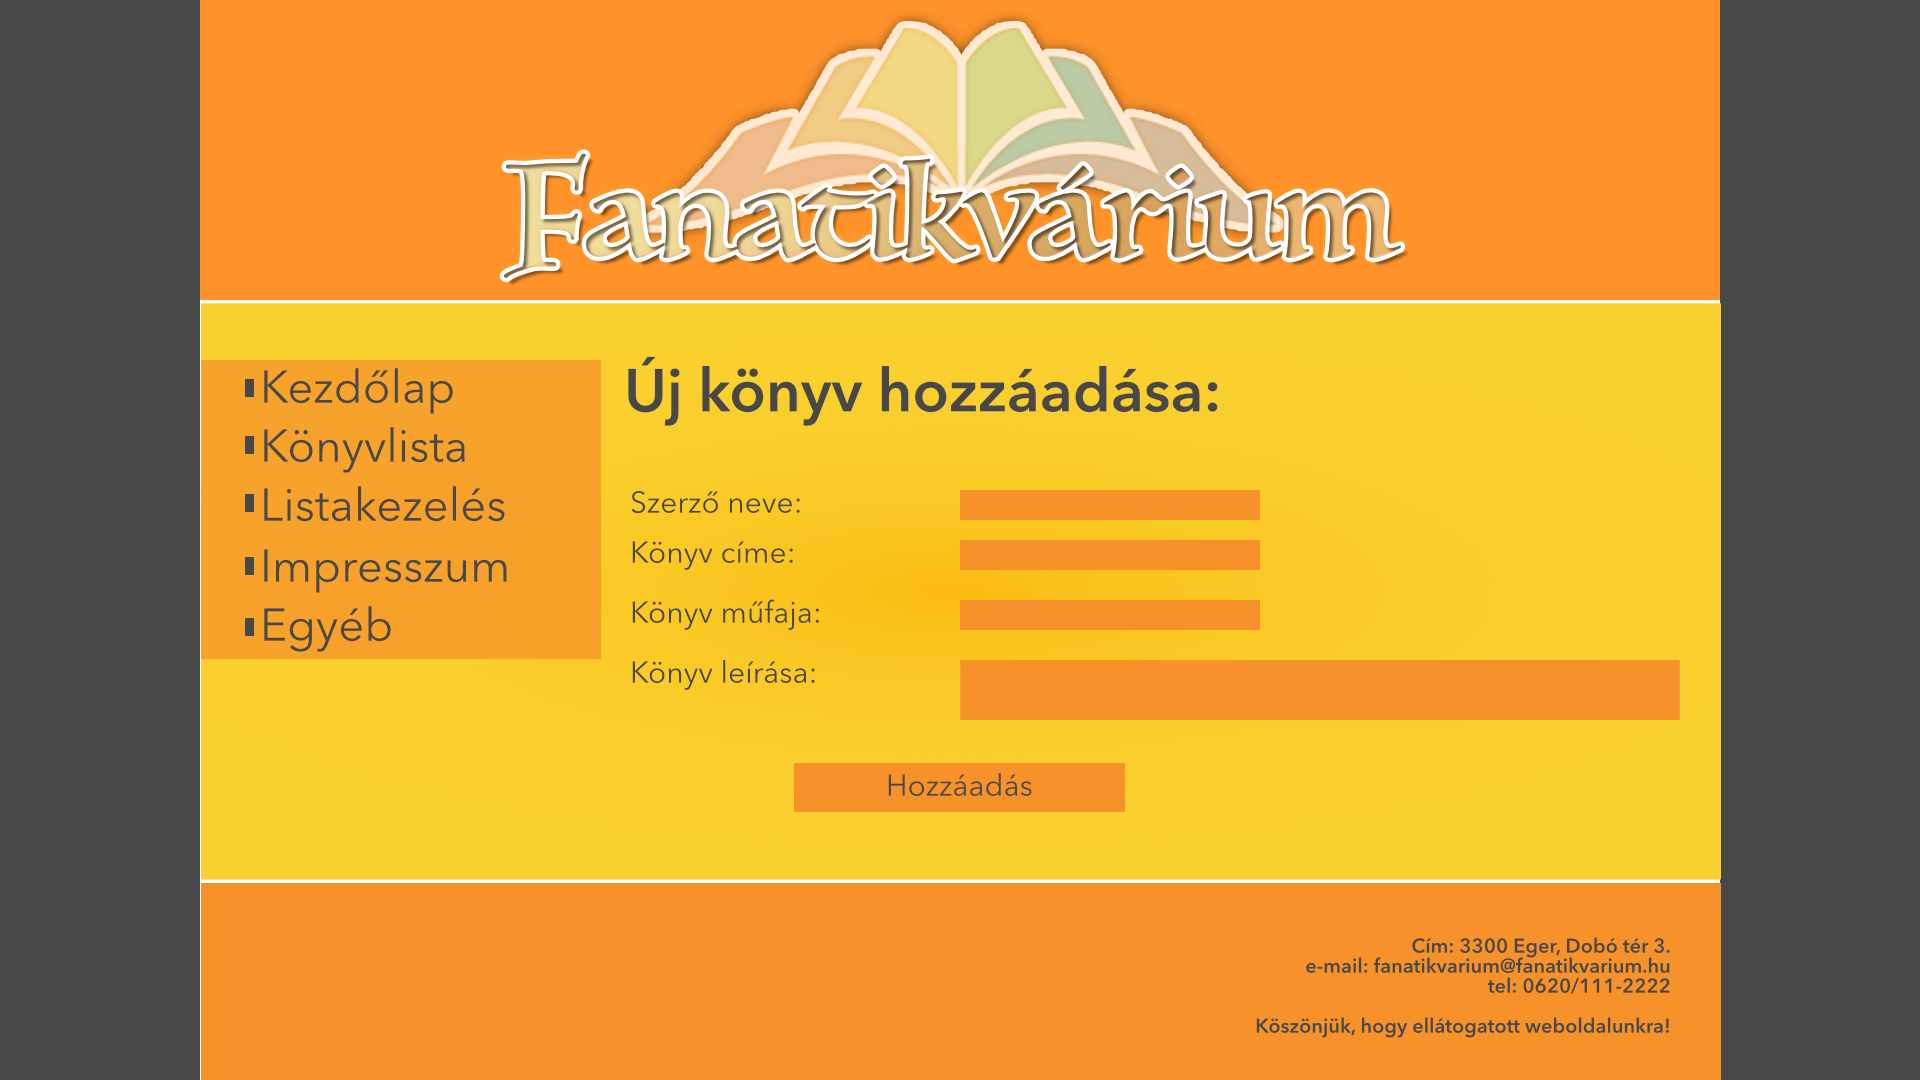 Fanatikvárium
Kezdőlap
Könyvlista
Listakezelés
Impresszum
Egyéb
Új könyv hozzáadása:
Szerző neve:
Könyv címe:
Könyv műfaja:
Könyv leírása:
Hozzáadás
Cím: 3300 Eger, Dobó tér 3.
e-mail: fanatikvarium@fanatikvarium.hu
tel: 0620/111-2222
Köszönjük, hogy ellátogatott weboldalunkra!